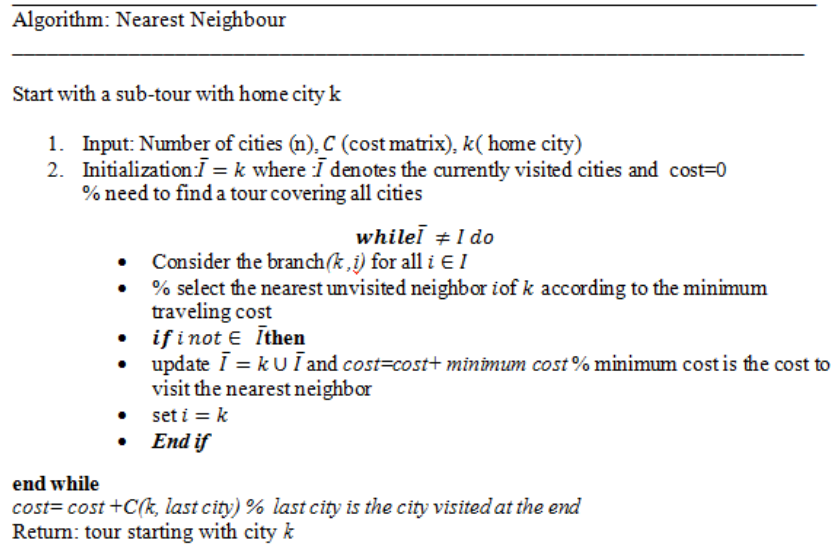 Algorithm: Nearest Neighbour
Start with a sub-tour with home city k
1. Input: Number of cities (n), C (cost matrix), k( home city)
2. Initialization:Ī = k where :Ī denotes the currently visited cities and cost=0
% need to find a tour covering all cities
whileĪ ≠ I do
• Consider the branch(k,i) for all i ∈ I
• % select the nearest unvisited neighbor iof k according to the minimum
traveling cost
• if i not ∈ Īthen
• update Ī = k ∪ Ī and cost=cost+ minimum cost% minimum cost is the cost to
visit the nearest neighbor
• set i = k
• End if
end while
cost= cost +C(k, last city) % last city is the city visited at the end
Return: tour starting with city k